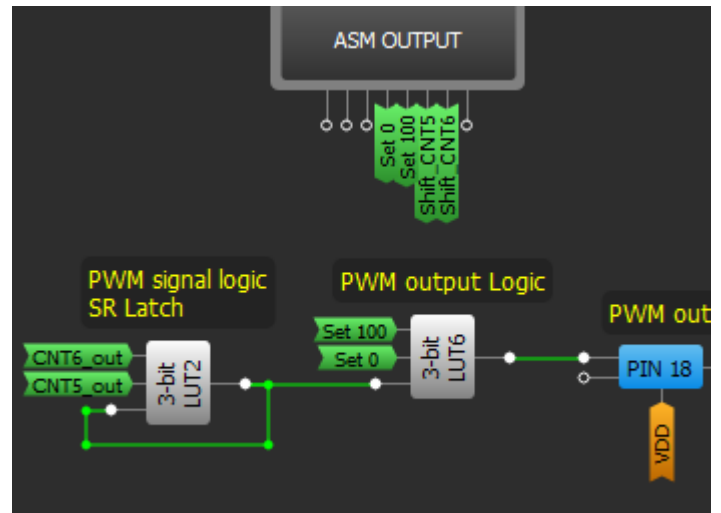 ASM OUTPUT
Set 0
Set 100
Shift_CNT5
Shift_CNT6
PWM signal logic
SR Latch
PWM output Logic
PWM out
CNT6_out
CNT5_out
3-bit
LUT2
Set 100
Set 0
3-bit
LUT6
PIN 18
VDD